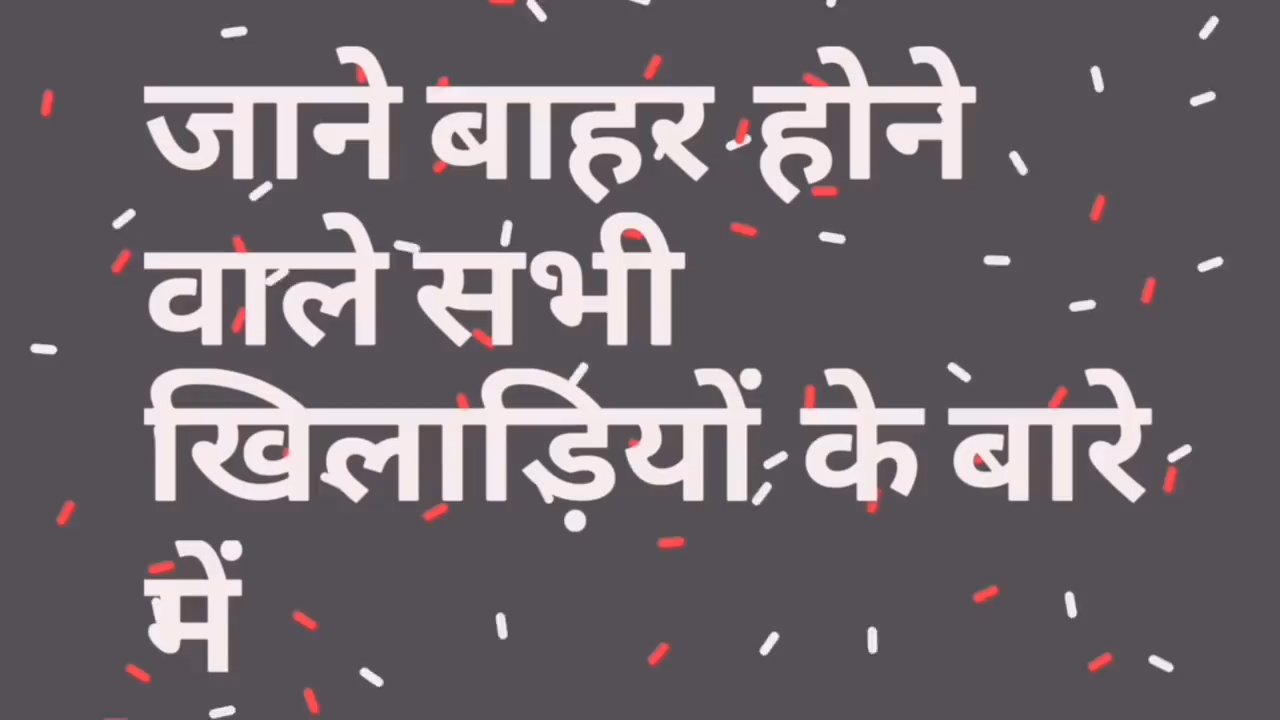 जाने बाहर होने
वाले सभी
खिलाड़ियों के बारे
में